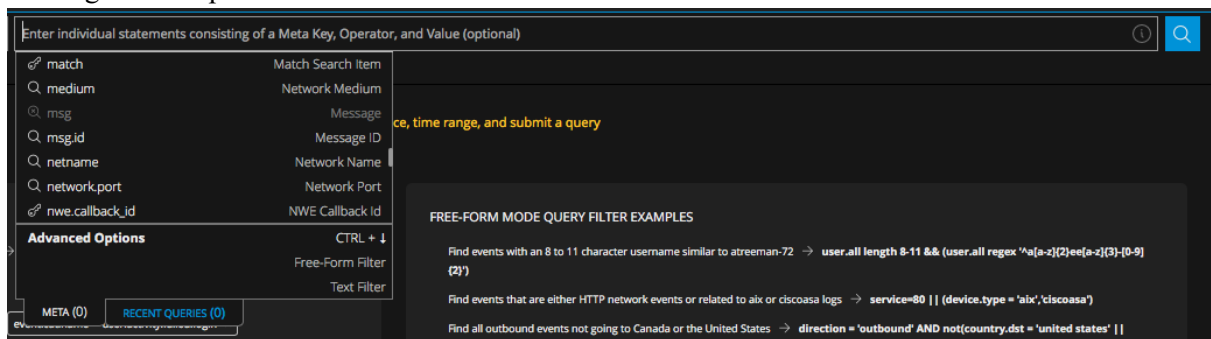 Enter individual statements consisting of a Meta Key, Operator, and Value (optional)
match Match Search Item
medium Network Medium
msg Message
msg.id Message ID
netname Network Name
network.port Network Port
nwe.callback_id NWE Callback Id
Advanced Options CTRL + ↓
Free-Form Filter
Text Filter
META (0) RECENT QUERIES (0)
ce, time range, and submit a query
FREE-FORM MODE QUERY FILTER EXAMPLES
Find events with an 8 to 11 character username similar to atreeman-72 → user.all length 8-11 && (user.all regex '^a[a-z]{2}ee[a-z]{3}-[0-9]
{2}')
Find events that are either HTTP network events or related to aix or ciscoasa logs → service=80 || (device.type = 'aix','ciscoasa')
Find all outbound events not going to Canada or the United States → direction = 'outbound' AND not(country.dst = 'united states' ||